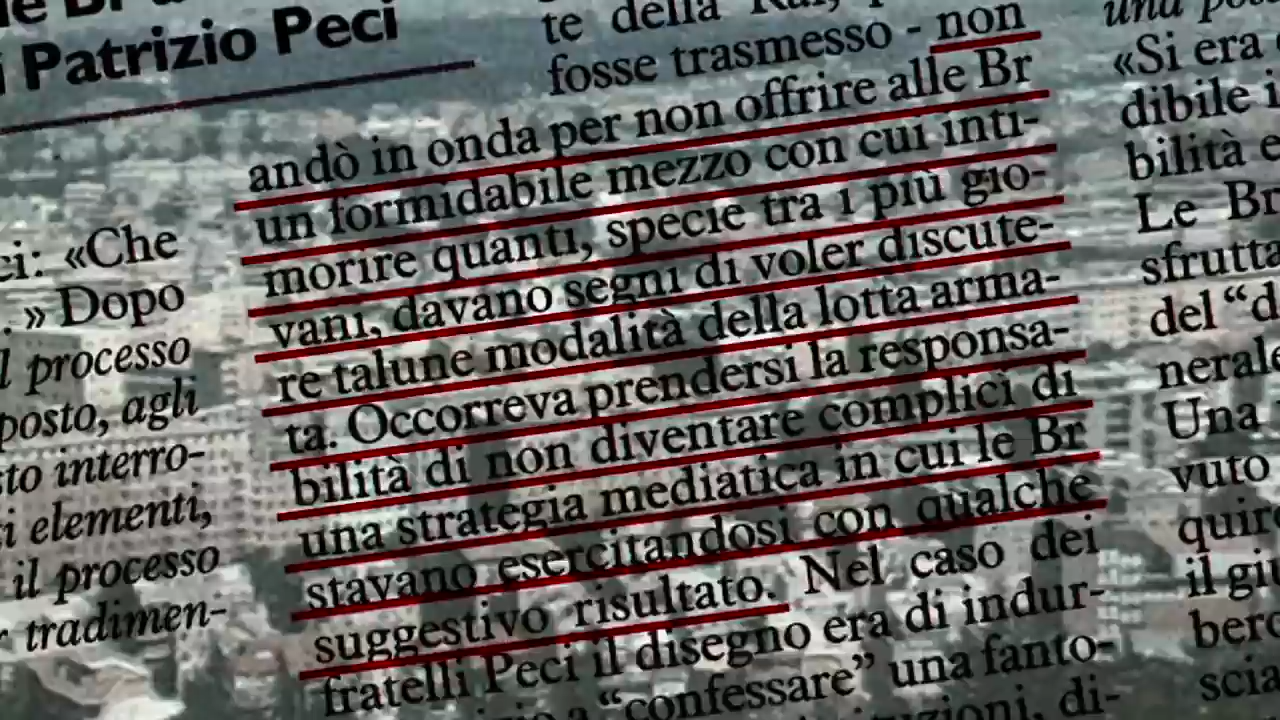 i Patrizio Peci
ci: «Che
. » Dopo
l processo
posto, agli
sto interro-
i elementi,
il processo
r tradimen-
te della
fosse trasmesso - non
andò in onda per non offrire alle Br
un formidabile mezzo con cui inti-
morire quanti, specie tra i più gio-
vani, davano segni di voler discute-
re talune modalità della lotta arma-
ta. Occorreva prendersi la responsa-
bilità di non diventare complici di
una strategia mediatica in cui le Br
stavano esercitandosi con qualche
suggestivo risultato. Nel caso dei
fratelli Peci il disegno era di indur-
a “confessare” una fanto-
di-
una
«Si era
dibile i
bilità e
Le Br
sfrutta
del “d
nerale
Una
vuto
quir
il giu
berc
scia